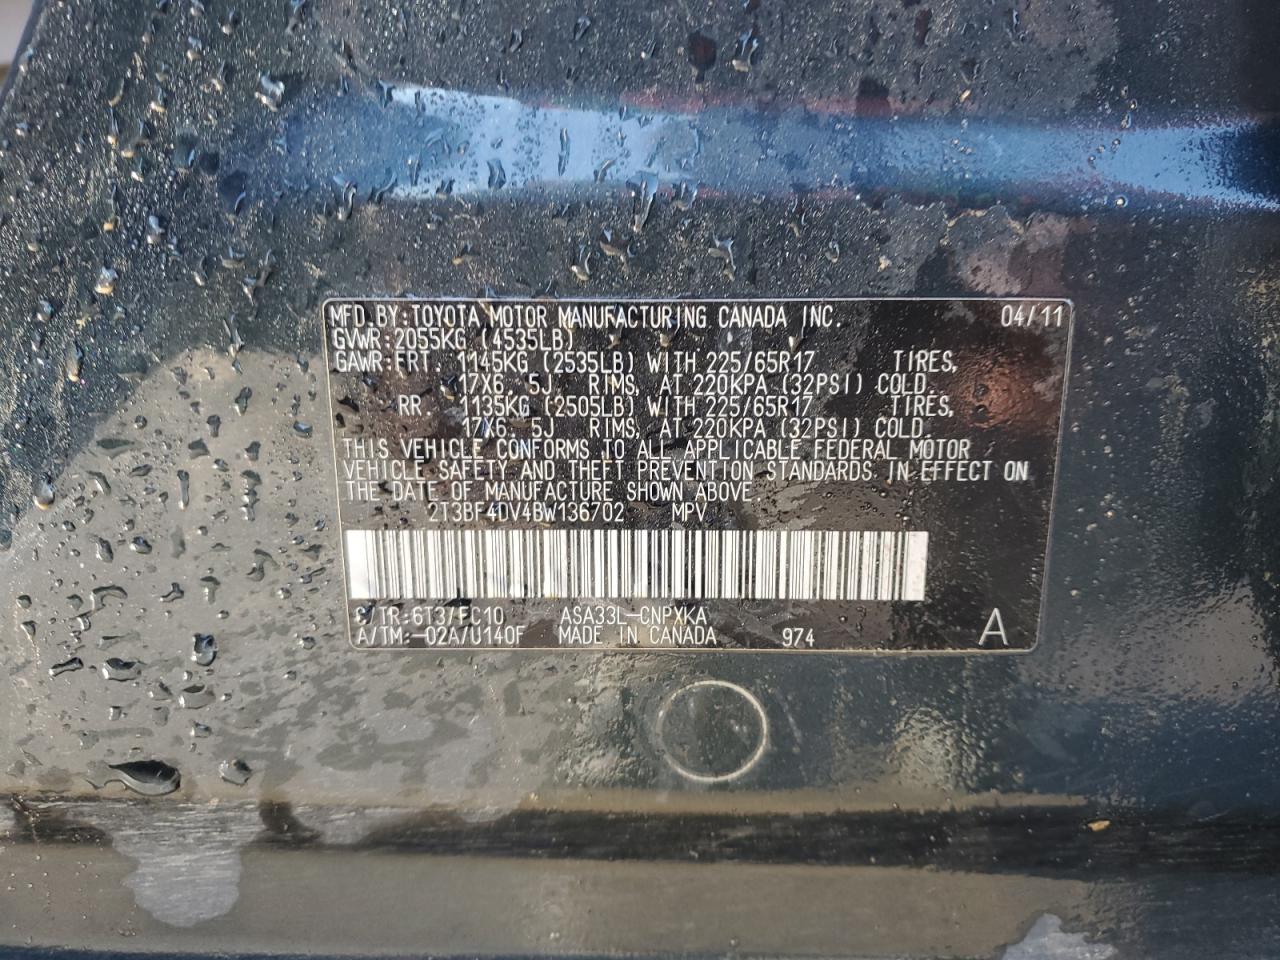 MFD.BY:TOYOTA MOTOR MANUFACTURING CANADA INC. 04/11
GVWR:2055KG (4535LB)
GAWR:FRT. 1145KG (2535LB) WITH 225/65R17 TIRES,
17X6. 5J RIMS, AT 220KPA (32PSI) COLD.
RR. 1135KG (2505LB) WITH 225/65R17 TIRES,
17X6. 5J RIMS, AT 220KPA (32PSI) COLD.
THIS VEHICLE CONFORMS TO ALL APPLICABLE FEDERAL MOTOR
VEHICLE SAFETY AND THEFT PREVENTION STANDARDS IN EFFECT ON
THE DATE OF MANUFACTURE SHOWN ABOVE.
2T3BF4DV4BW136702 MPV
C/TR:6T3/FC10 ASA33L-CNPXKA
A/TM:-02A/U140F MADE IN CANADA 974 A